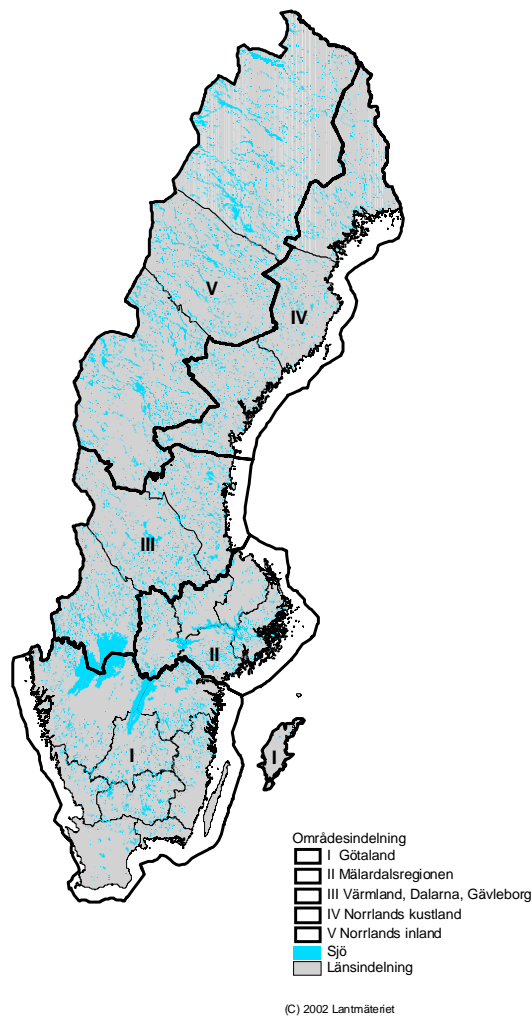 V
IV
III
II
I
I
Områdesindelning
I Götaland
II Mälardalsregionen
III Värmland, Dalarna, Gävleborg
IV Norrlands kustland
V Norrlands inland
Sjö
Länsindelning
(C) 2002 Lantmäteriet